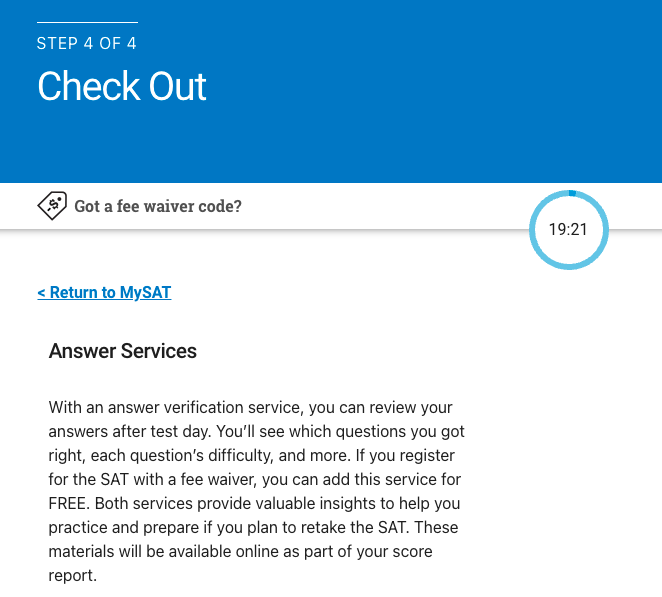 STEP 4 OF 4
Check Out
Got a fee waiver code?
19:21
< Return to MySAT
Answer Services
With an answer verification service, you can review your
answers after test day. You’ll see which questions you got
right, each question’s difficulty, and more. If you register
for the SAT with a fee waiver, you can add this service for
FREE. Both services provide valuable insights to help you
practice and prepare if you plan to retake the SAT. These
materials will be available online as part of your score
report.